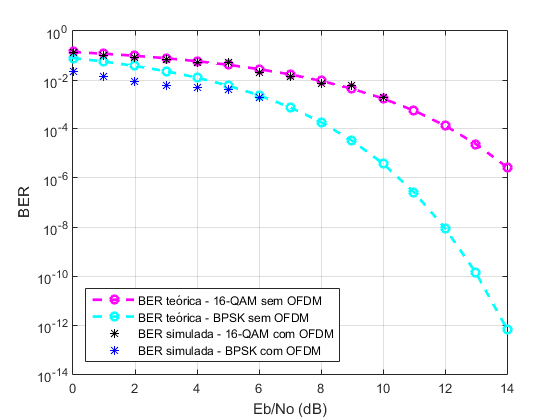 10^0
10^-2
10^-4
10^-6
10^-8
10^-10
10^-12
10^-14
BER
BER teórica - 16-QAM sem OFDM
BER teórica - BPSK sem OFDM
BER simulada - 16-QAM com OFDM
BER simulada - BPSK com OFDM
0 2 4 6 8 10 12 14
Eb/No (dB)